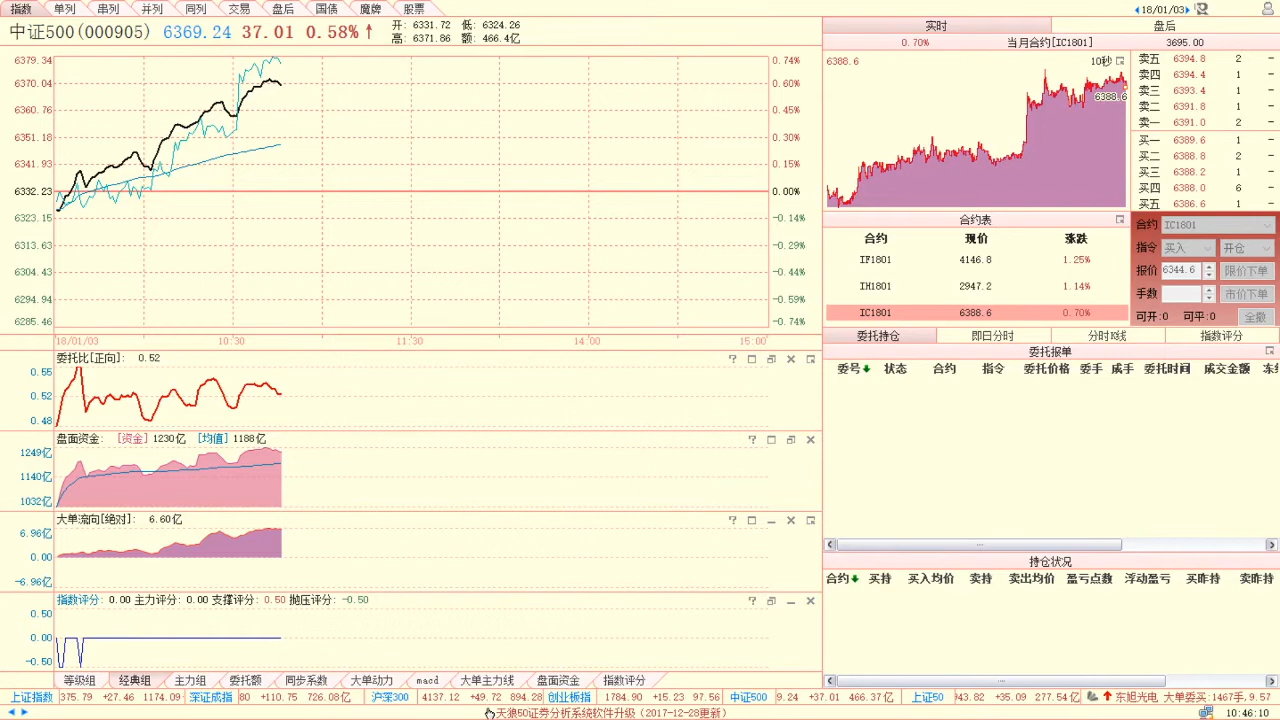 指数 单列 串列 并列 同列 交易 盘后 国债 魔牌 股票 18/01/03
中证500(000905) 6369.24 37.01 0.58%↑ 开: 6331.72 低: 6324.26
高: 6371.86 额: 466.4亿
实时 盘后
0.70% 当月合约[IC1801] 3695.00
6379.34 0.74%
6370.04 0.60%
6360.76 0.45%
6351.18 0.30%
6341.93 0.15%
6332.23 0.00%
6323.15 -0.14%
6313.63 -0.29%
6304.43 -0.44%
6294.94 -0.59%
6285.46 -0.74%
18/01/03 10:30 11:30 14:00 15:00
6388.6 10秒
6388.6
卖五 6394.8 2 —
卖四 6394.4 1 —
卖三 6393.4 1 —
卖二 6391.8 1 —
卖一 6391.0 2 —
买一 6389.6 1 —
买二 6388.8 2 —
买三 6388.2 1 —
买四 6388.0 6 —
买五 6386.6 1 —
合约表
合约 现价 涨跌
IF1801 4146.8 1.25%
IH1801 2947.2 1.14%
IC1801 6388.6 0.70%
合约 IC1801
指令 买入 开仓
报价 6344.6 限价下单
手数 市价下单
可开:0 可平:0 全撤
委托持仓 即日分时 分时K线 指数评分
委托报单
委号 状态 合约 指令 委托价格 委手 成手 委托时间 成交金额
持仓状况
合约 买持 买入均价 卖持 卖出均价 盈亏点数 浮动盈亏 买昨持 卖昨持
委托比[正向]: 0.52
0.55
0.52
0.48
盘面资金: [资金] 1230亿 [均值] 1188亿
1249亿
1140亿
1032亿
大单流向[绝对]: 6.60亿
6.96亿
0.00
-6.96亿
指数评分: 0.00 主力评分: 0.00 支撑评分: 0.50 抛压评分: -0.50
0.50
0.00
-0.50
等级组 经典组 主力组 委托额 同步系数 大单动力 macd 大单主力线 盘面资金 指数评分
上证指数 375.79 +27.46 1174.09 深证成指 80 +110.75 726.08亿 沪深300 4137.12 +49.72 894.28 创业板指 1784.90 +15.23 97.56 中证500 9.24 +37.01 466.37亿 上证50 43.82 +35.09 277.54亿 东旭光电 大单委买:1467手,9.57
天狼50证券分析系统软件升级（2017-12-28更新） 10:46:10